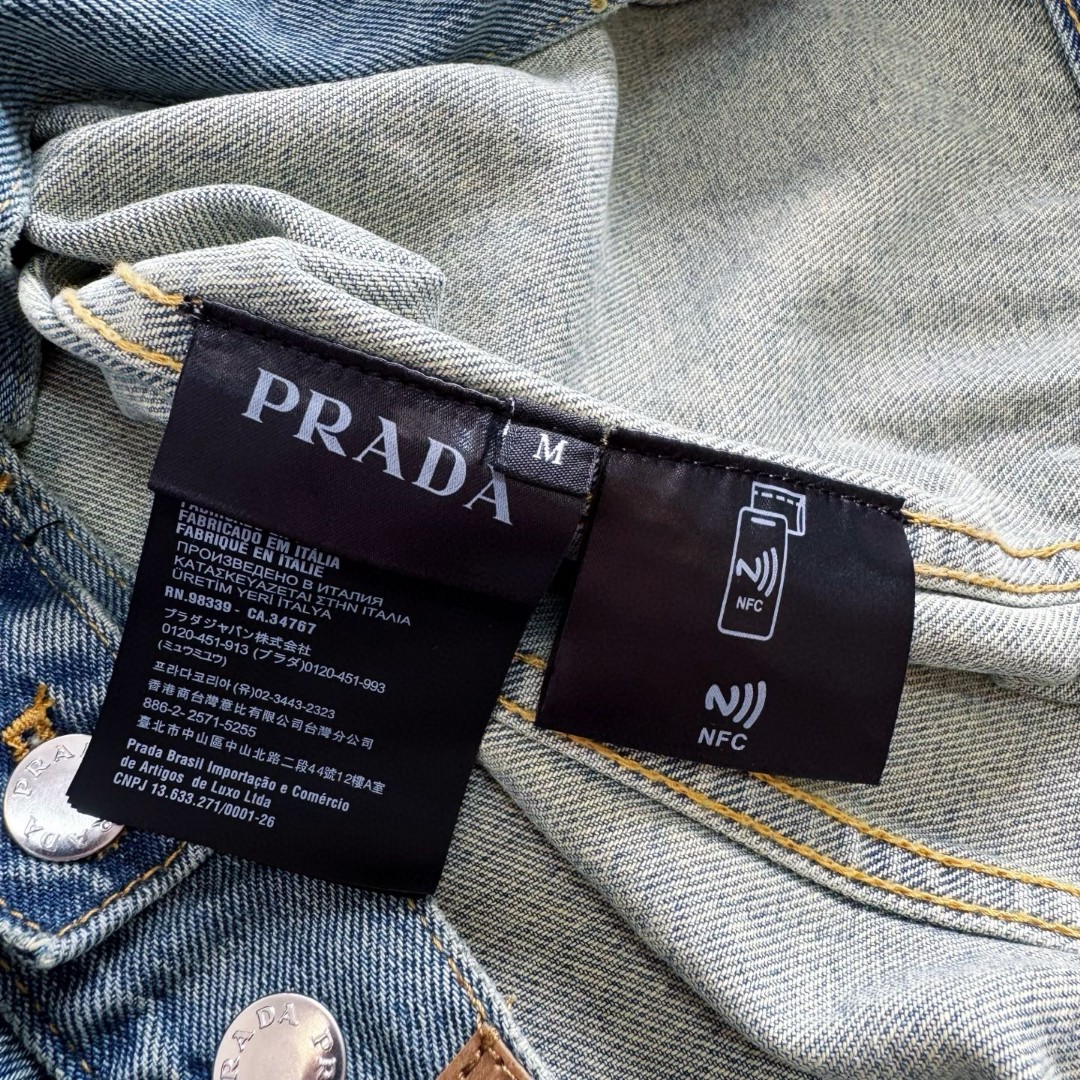 PRADA
M
FABRICADO EM ITÁLIA
FABRIQUÉ EN ITALIE
ПРОИЗВЕДЕНО В ИТАЛИЯ
ΚΑΤΑΣΚΕΥΑΖΕΤΑΙ ΣΤΗΝ ΙΤΑΛΙΑ
ÜRETIM YERİ İTALYA
RN.98339 - CA.34767
プラダジャパン株式会社
0120-451-913 (プラダ)0120-451-993
(ミュウミュウ)
프라다코리아(유)02-3443-2323
香港商台灣意比有限公司台灣分公司
886-2-2571-5255
臺北市中山區中山北路二段44號12樓A室
Prada Brasil Importação e Comércio
de Artigos de Luxo Ltda
CNPJ 13.633.271/0001-26
NFC
NFC
PRADA
PRADA